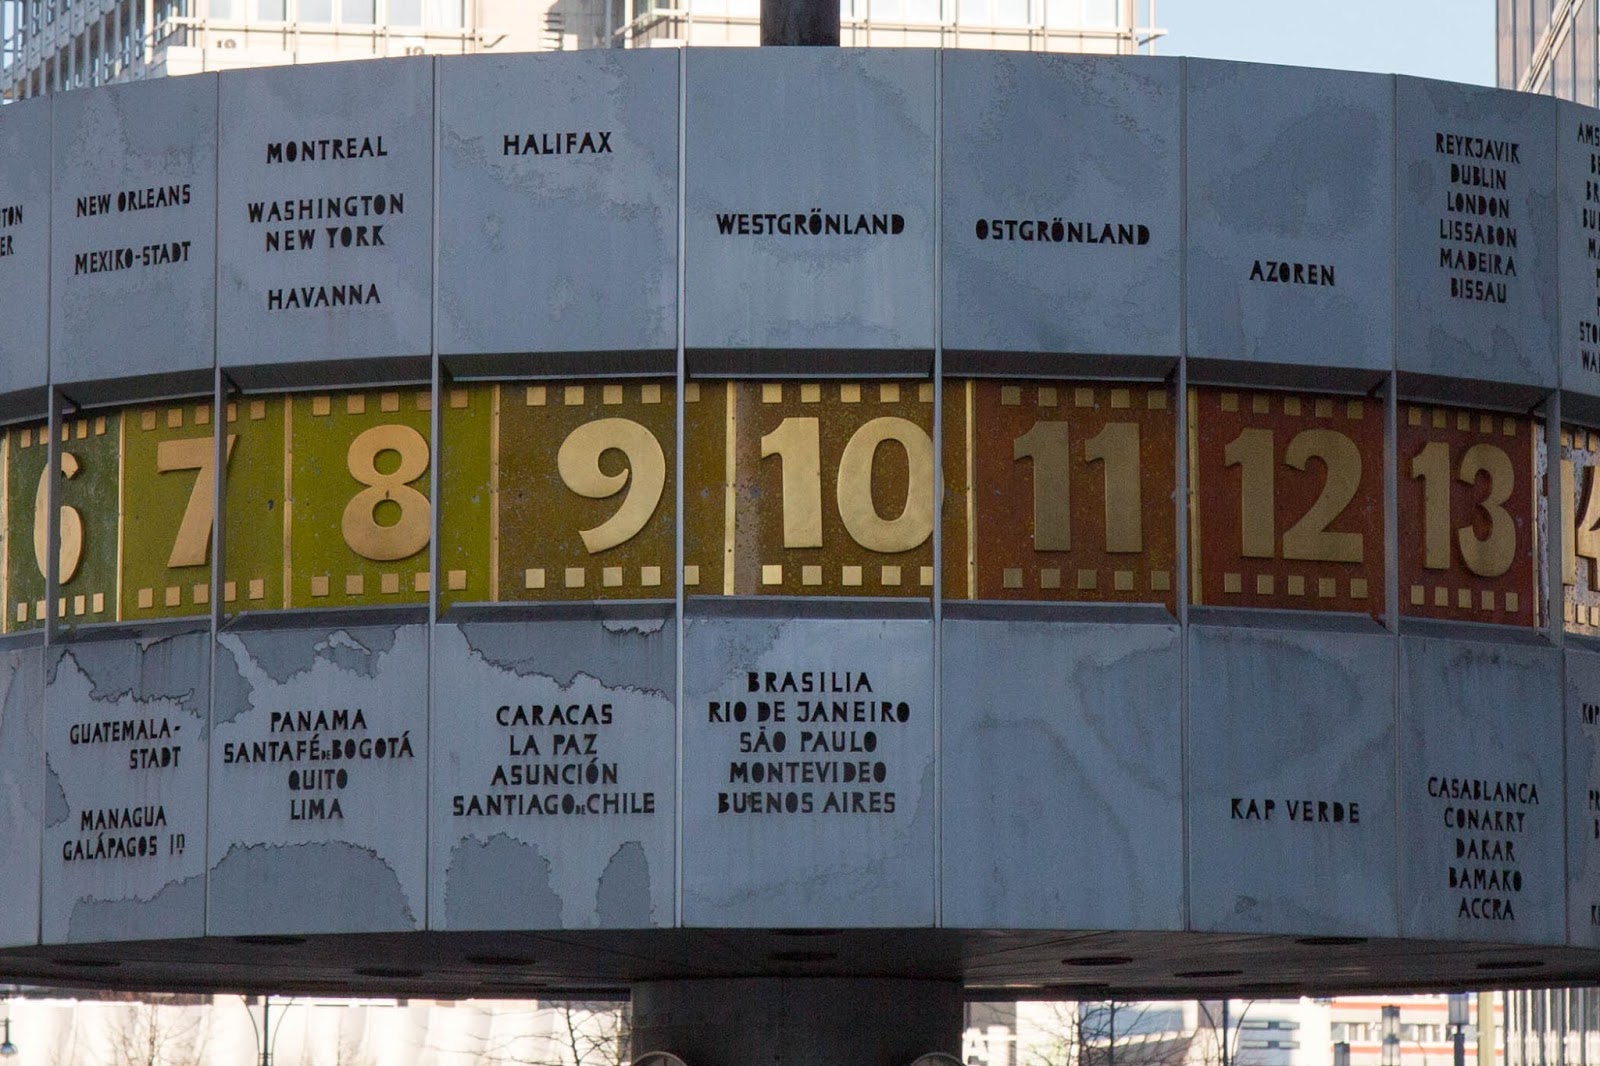 NEW ORLEANS
MEXIKO-STADT
MONTREAL
WASHINGTON
NEW YORK
HAVANNA
HALIFAX
WESTGRÖNLAND
OSTGRÖNLAND
AZOREN
REYKJAVIK
DUBLIN
LONDON
LISSABON
MADEIRA
BISSAU
6
7
8
9
10
11
12
13
GUATEMALA-
STADT
MANAGUA
GALÁPAGOS In
PANAMA
SANTAFÉ DE BOGOTÁ
QUITO
LIMA
CARACAS
LA PAZ
ASUNCIÓN
SANTIAGO DE CHILE
BRASILIA
RIO DE JANEIRO
SÃO PAULO
MONTEVIDEO
BUENOS AIRES
KAP VERDE
CASABLANCA
CONAKRY
DAKAR
BAMAKO
ACCRA